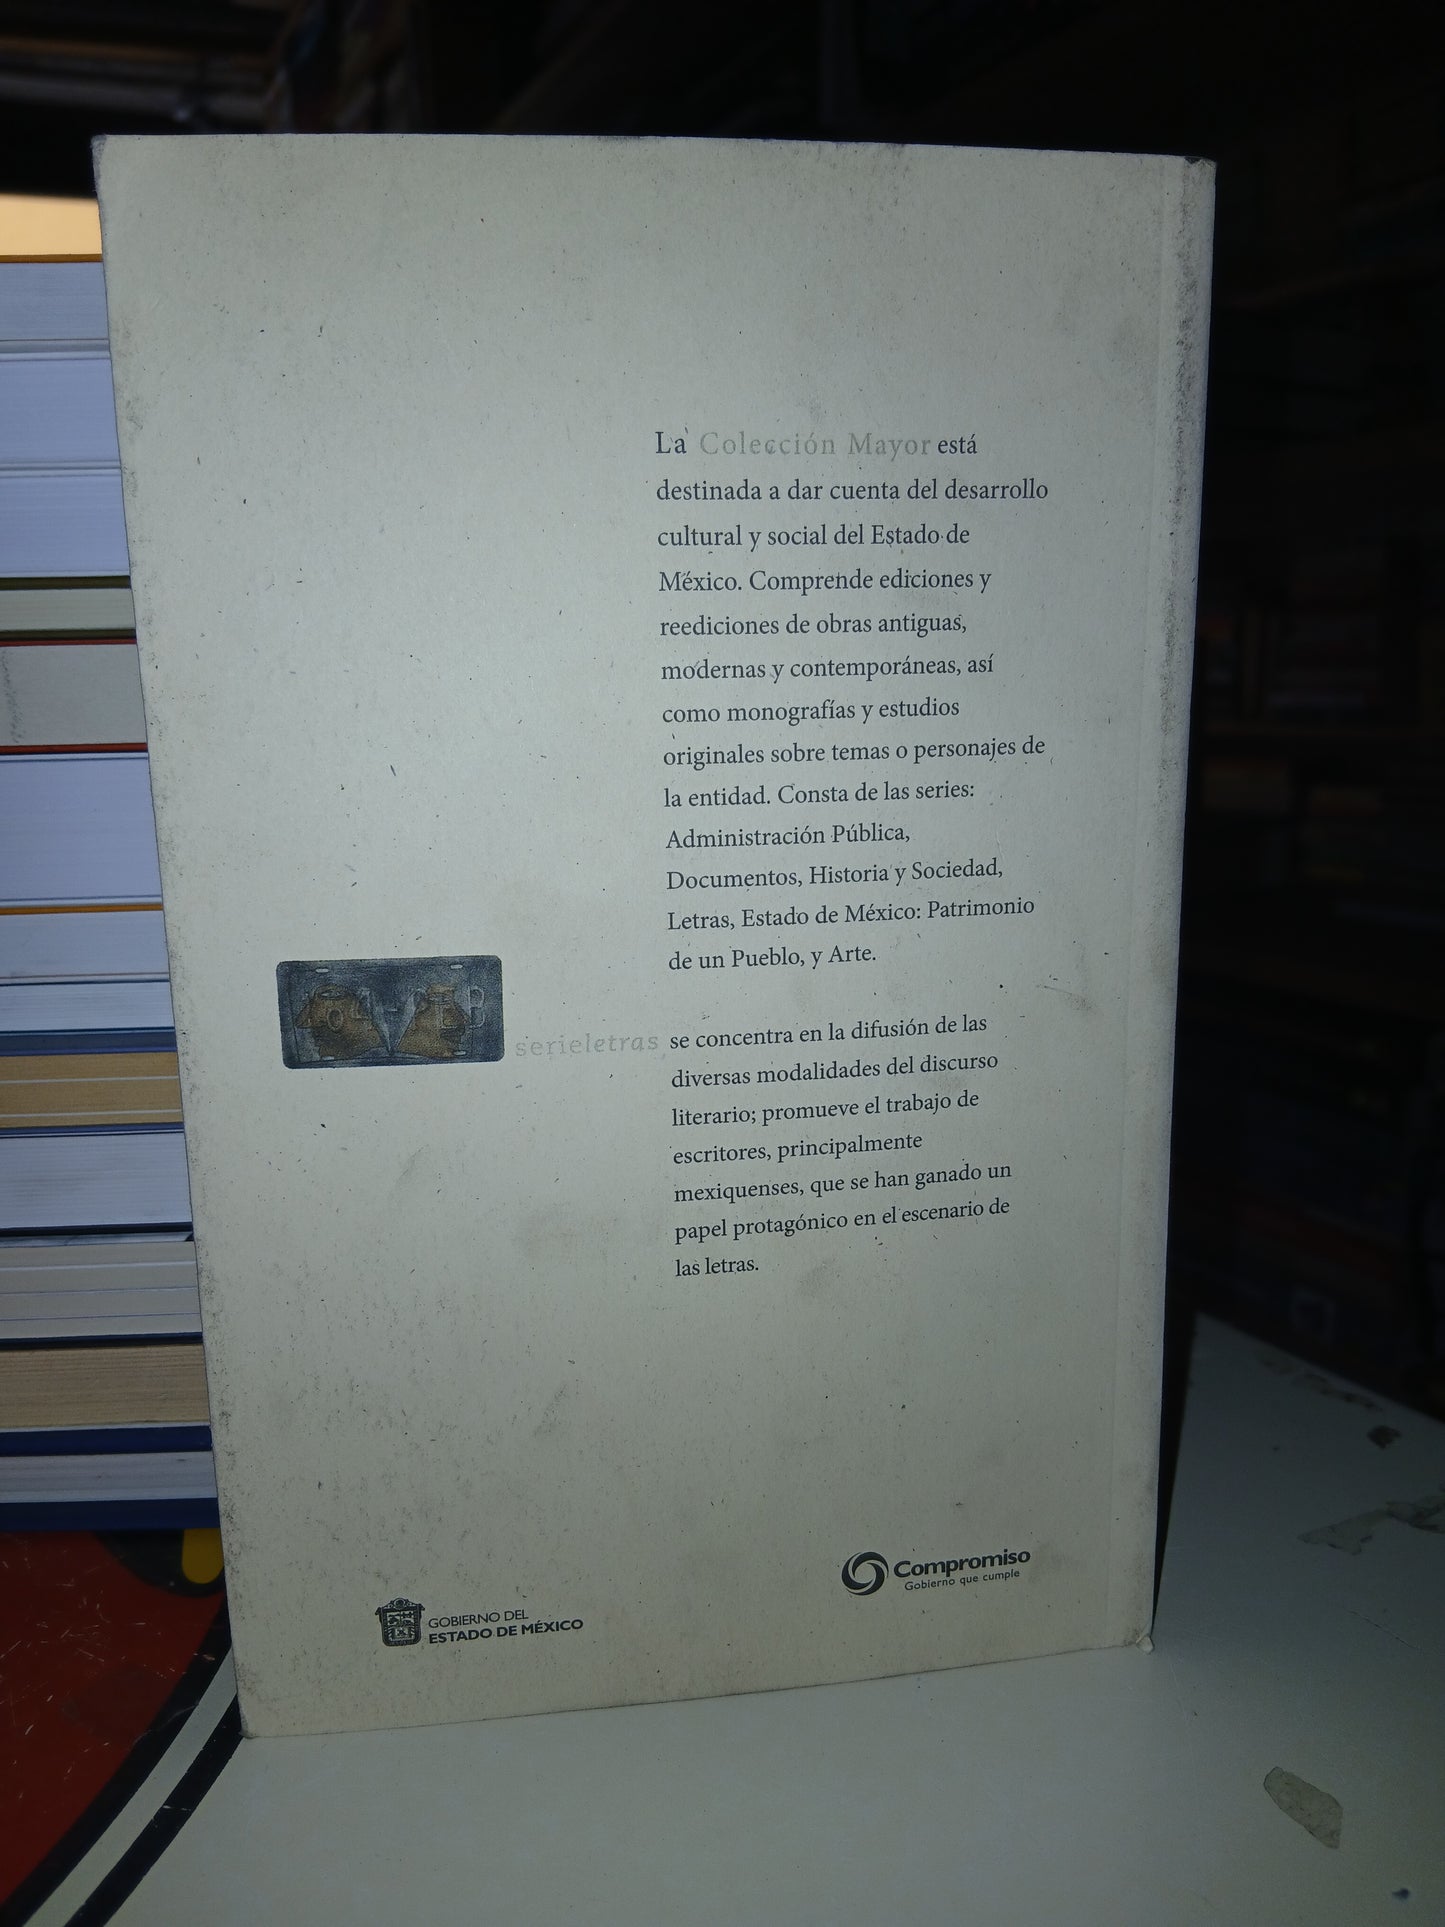 La Colección Mayor está
destinada a dar cuenta del desarrollo
cultural y social del Estado de
México. Comprende ediciones y
reediciones de obras antiguas,
modernas y contemporáneas, así
como monografías y estudios
originales sobre temas o personajes de
la entidad. Consta de las series:
Administración Pública,
Documentos, Historia y Sociedad,
Letras, Estado de México: Patrimonio
de un Pueblo, y Arte.
serieletras se concentra en la difusión de las
diversas modalidades del discurso
literario; promueve el trabajo de
escritores, principalmente
mexiquenses, que se han ganado un
papel protagónico en el escenario de
las letras.
GOBIERNO DEL
ESTADO DE MÉXICO
Compromiso
Gobierno que cumple